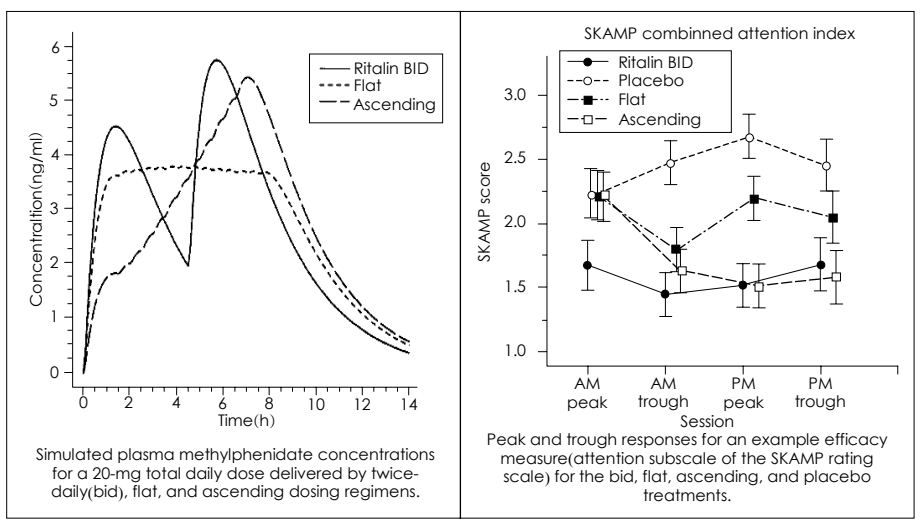 6
5
4
3
2
1
0
Concentraltion(ng/ml)
Ritalin BID
Flat
Ascending
0 2 4 6 8 10 12 14
Time(h)
Simulated plasma methylphenidate concentrations
for a 20-mg total daily dose delivered by twice-
daily(bid), flat, and ascending dosing regimens.
SKAMP combinned attention index
Ritalin BID
Placebo
Flat
Ascending
3.0
2.5
2.0
1.5
1.0
SKAMP score
AM peak
AM trough
PM peak
PM trough
Session
Peak and trough responses for an example efficacy
measure(attention subscale of the SKAMP rating
scale) for the bid, flat, ascending, and placebo
treatments.